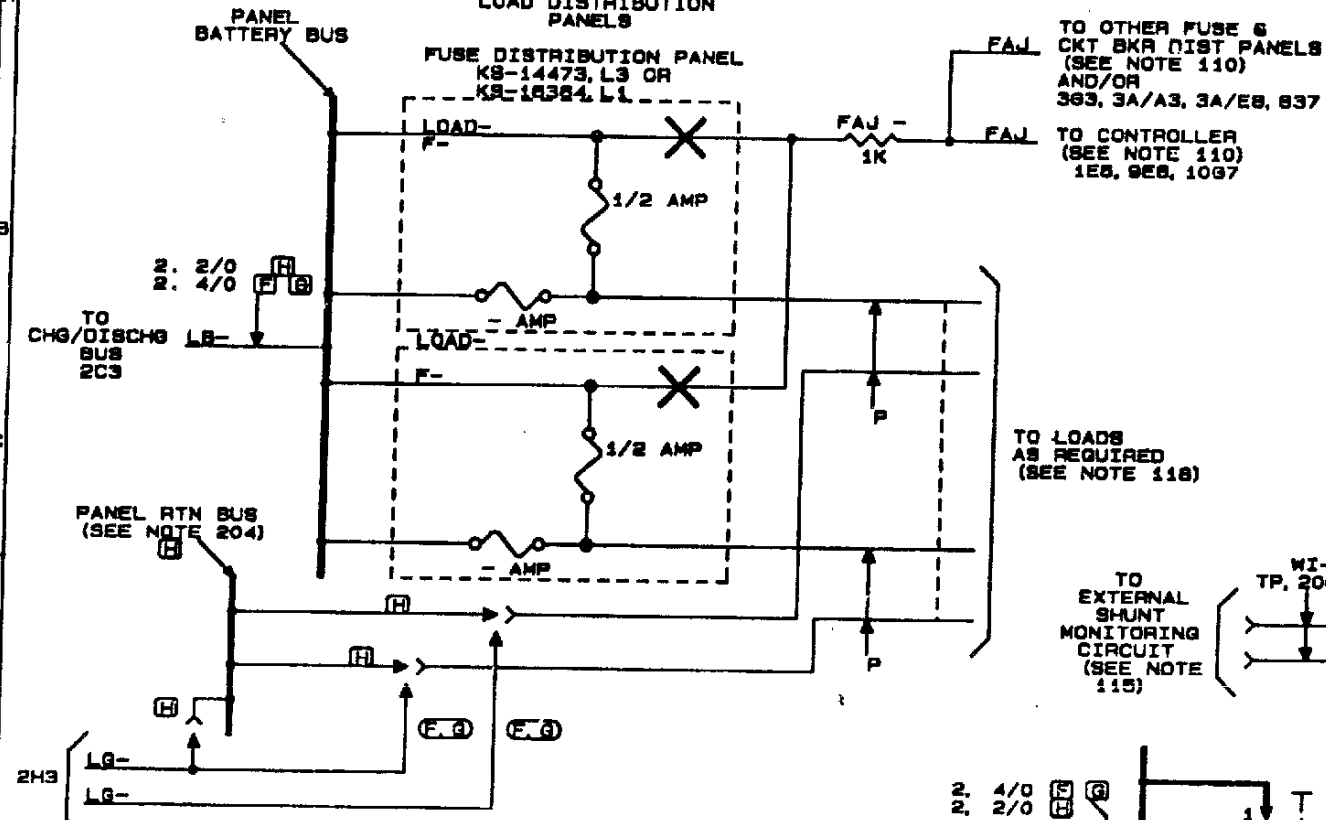 LOAD DISTRIBUTION
PANELS
PANEL
BATTERY BUS
FUSE DISTRIBUTION PANEL
KS-14473, L3 OR
KS-16364, L1
LOAD-
F-
1/2 AMP
- AMP
FAJ -
1K
FAJ
TO OTHER FUSE &
CKT BKR DIST PANELS
(SEE NOTE 110)
AND/OR
3G3, 3A/A3, 3A/E8, 837
FAJ
TO CONTROLLER
(SEE NOTE 110)
1E8, 9E8, 10G7
2. 2/0 H
2. 4/0 F G
TO
CHG/DISCHG
BUS
2C3
LB-
LOAD-
F-
1/2 AMP
- AMP
P
TO LOADS
AS REQUIRED
(SEE NOTE 118)
PANEL RTN BUS
(SEE NOTE 204)
H
H
H
H
P
F, G
F, G
2H3
LG-
LG-
TO
EXTERNAL
SHUNT
MONITORING
CIRCUIT
(SEE NOTE
115)
WI-
TP, 20
2. 4/0 F G
2. 2/0 H
1